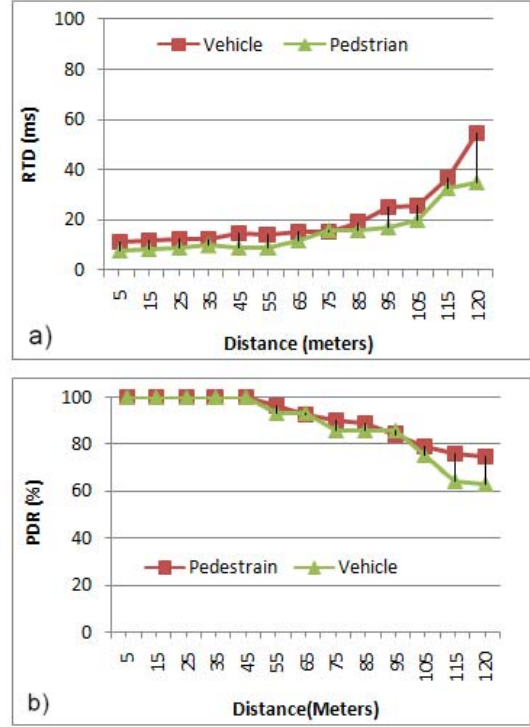 100
80
60
40
20
0
RTD (ms)
Vehicle
Pedstrian
5 15 25 35 45 55 65 75 85 95 105 115 120
Distance (meters)
a)
100
80
60
40
20
0
PDR (%)
Pedestrain
Vehicle
5 15 25 35 45 55 65 75 85 95 105 115 120
Distance(Meters)
b)